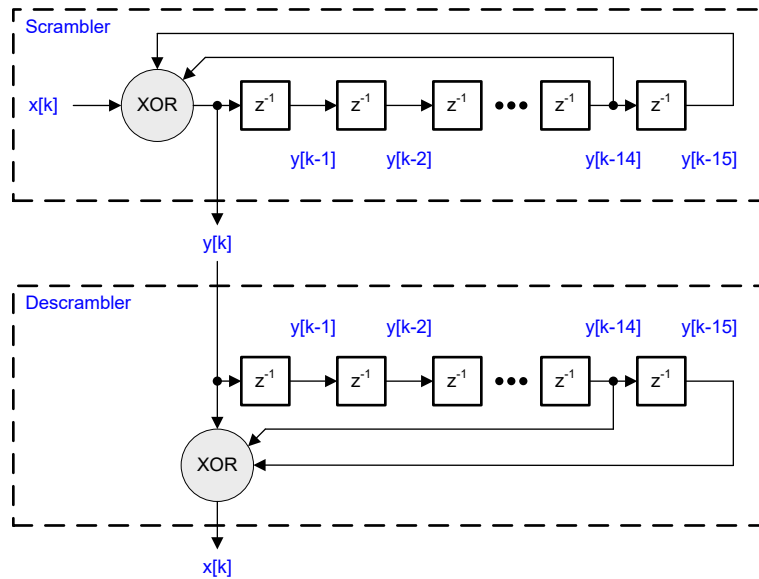 Scrambler
x[k]
XOR
z⁻¹ z⁻¹ z⁻¹ z⁻¹ z⁻¹
y[k-1] y[k-2] y[k-14] y[k-15]
y[k]
Descrambler
y[k-1] y[k-2] y[k-14] y[k-15]
z⁻¹ z⁻¹ z⁻¹ z⁻¹ z⁻¹
XOR
x[k]